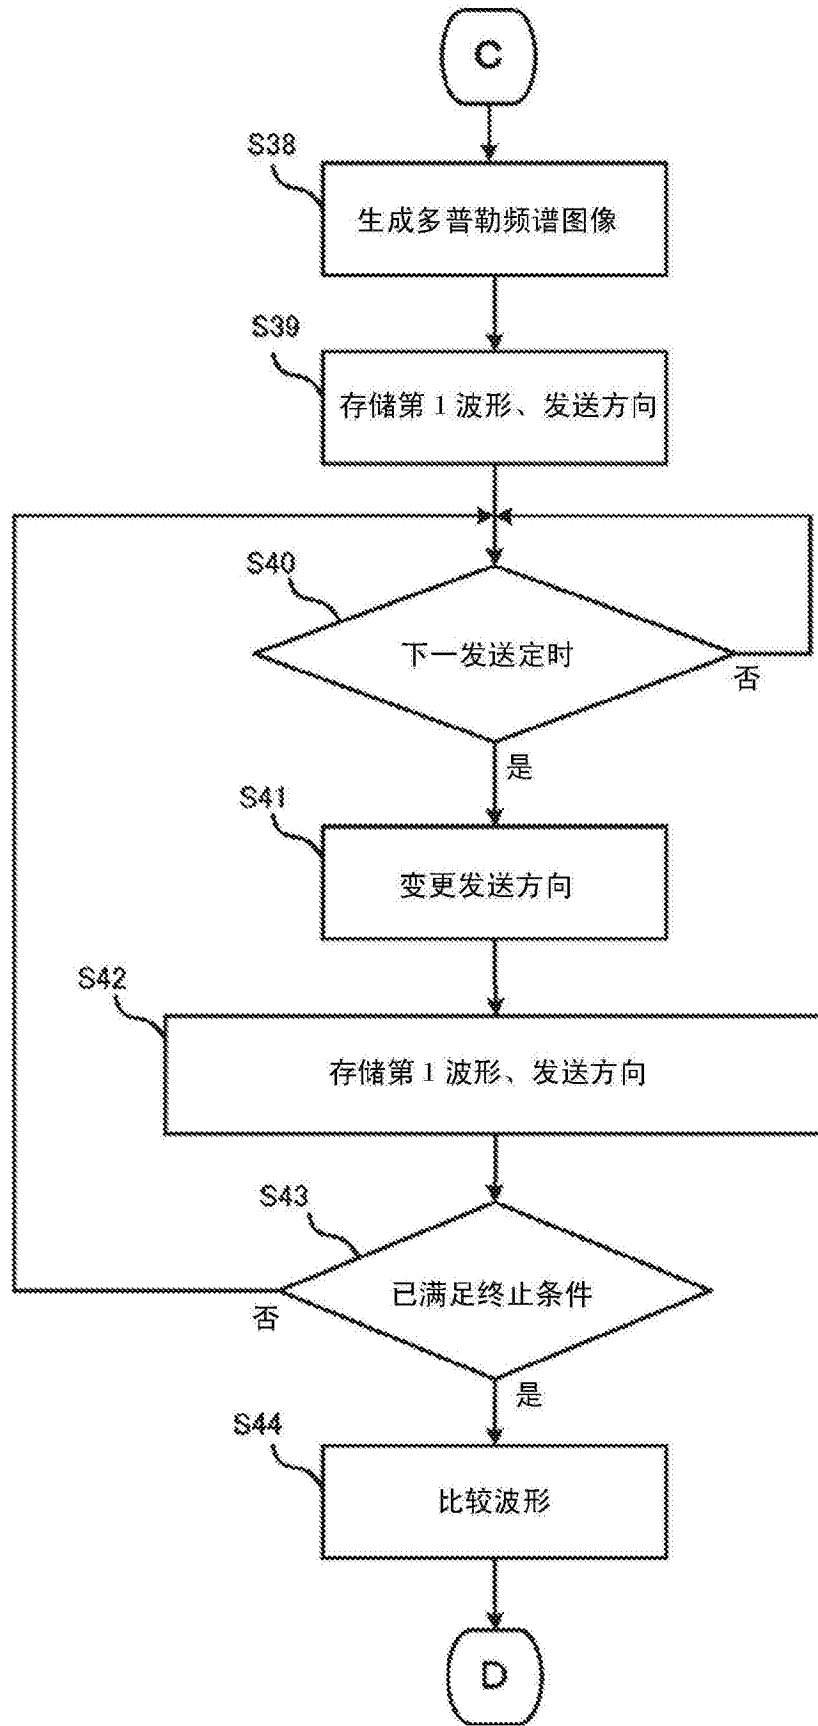 C
S38
生成多普勒频谱图像
S39
存储第1波形、发送方向
S40
下一发送定时
否
是
S41
变更发送方向
S42
存储第1波形、发送方向
S43
已满足终止条件
否
是
S44
比较波形
D